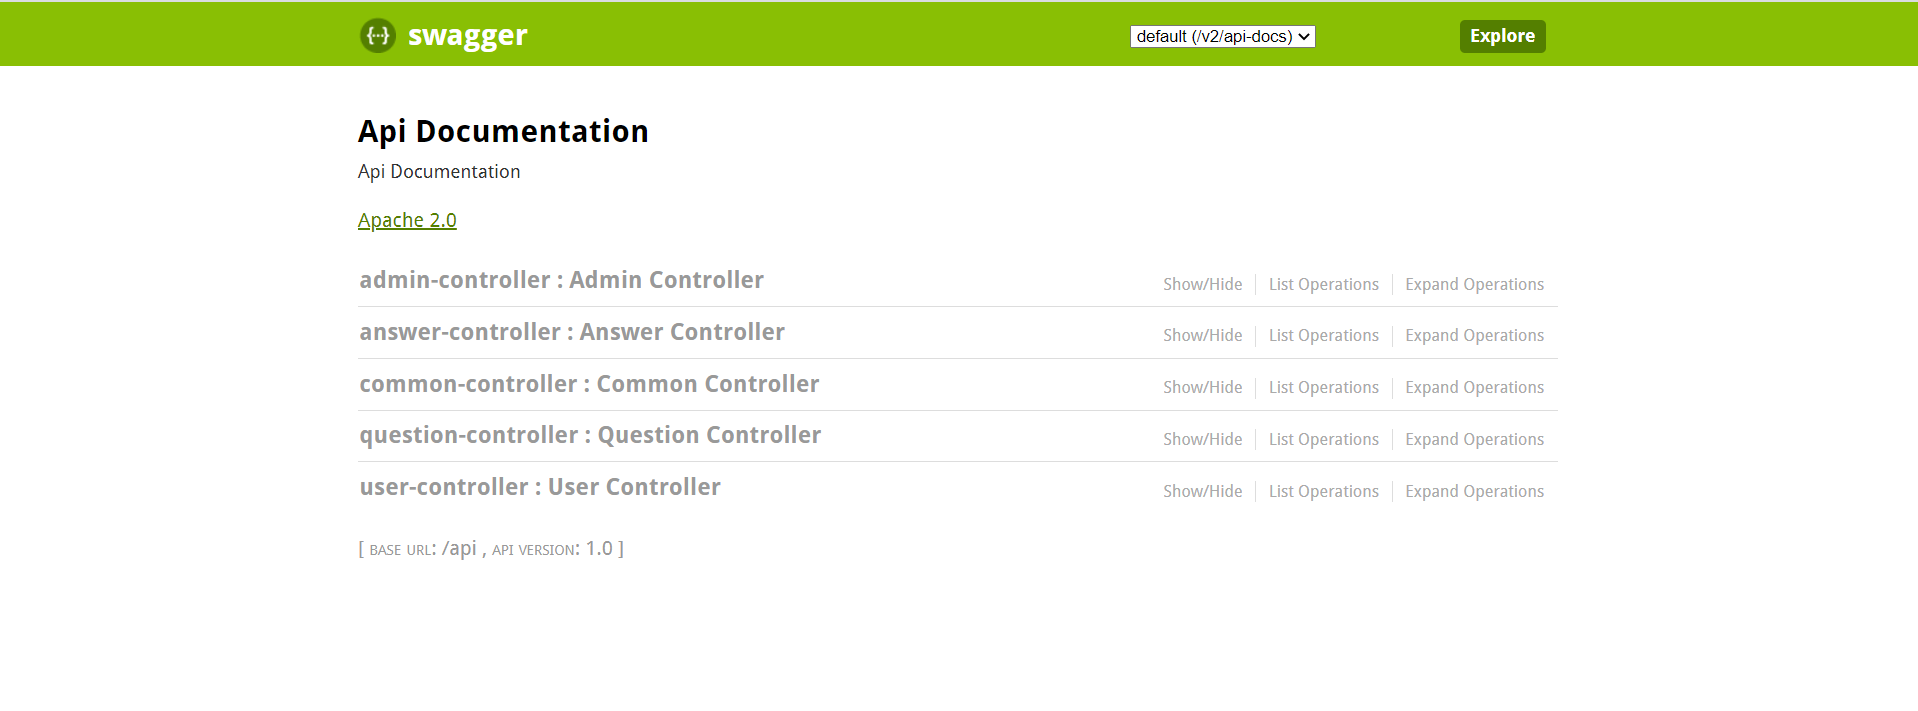 {···} swagger default (/v2/api-docs) Explore
Api Documentation
Api Documentation
Apache 2.0
admin-controller : Admin Controller Show/Hide List Operations Expand Operations
answer-controller : Answer Controller Show/Hide List Operations Expand Operations
common-controller : Common Controller Show/Hide List Operations Expand Operations
question-controller : Question Controller Show/Hide List Operations Expand Operations
user-controller : User Controller Show/Hide List Operations Expand Operations
[ BASE URL: /api , API VERSION: 1.0 ]